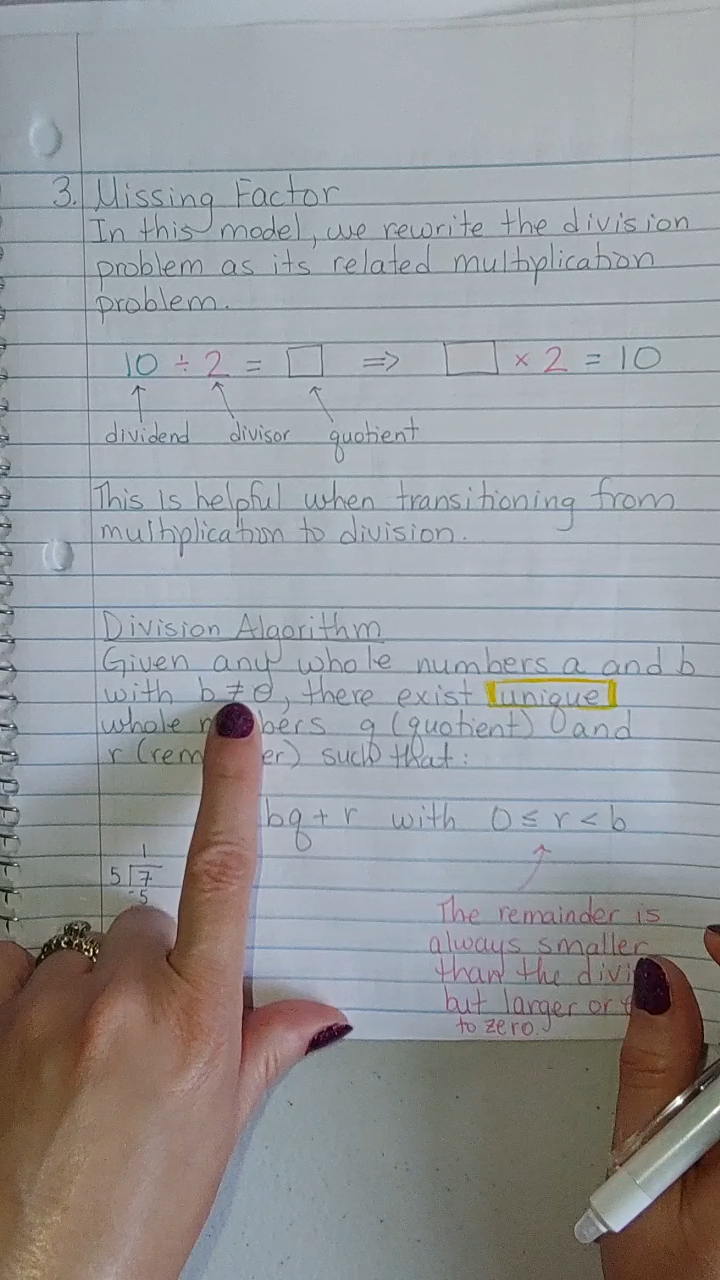 3. Missing Factor
In this model, we rewrite the division
problem as its related multiplication
problem.
10 ÷ 2 = □ ⇒ □ × 2 = 10
dividend divisor quotient
This is helpful when transitioning from
multiplication to division.
Division Algorithm
Given any whole numbers a and b
with b ≠ 0, there exist unique
whole bers q (quotient) and
r (rem er) such that:
bq + r with 0 ≤ r < b
1
5 7
-5
The remainder is
always smaller
than the divi
but larger or
to zero.